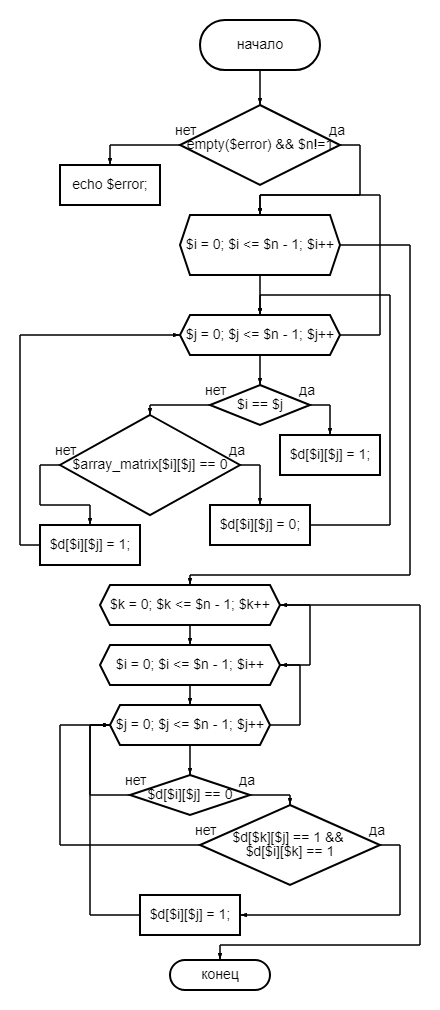 начало
нет
да
empty($error) && $n!=1
echo $error;
$i = 0; $i <= $n - 1; $i++
$j = 0; $j <= $n - 1; $j++
нет
да
$i == $j
$d[$i][$j] = 1;
нет
да
$array_matrix[$i][$j] == 0
$d[$i][$j] = 0;
$d[$i][$j] = 1;
$k = 0; $k <= $n - 1; $k++
$i = 0; $i <= $n - 1; $i++
$j = 0; $j <= $n - 1; $j++
нет
да
$d[$i][$j] == 0
нет
да
$d[$k][$j] == 1 &&
$d[$i][$k] == 1
$d[$i][$j] = 1;
конец